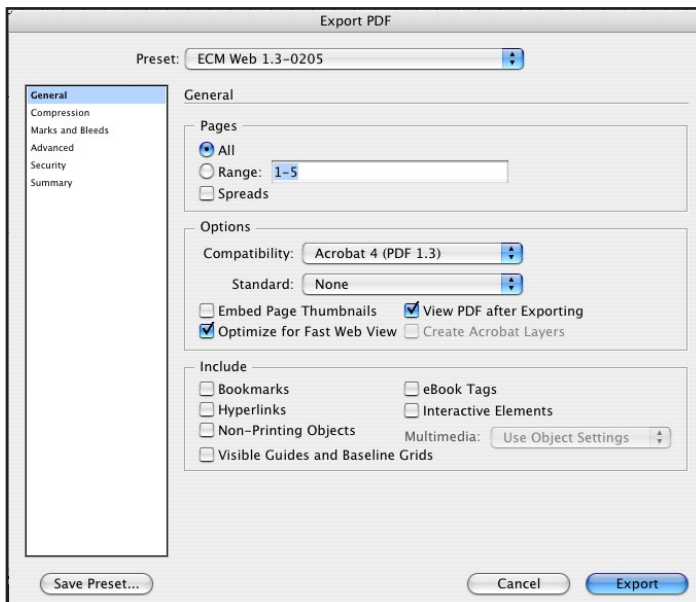 Export PDF
Preset: ECM Web 1.3-0205
General
Compression
Marks and Bleeds
Advanced
Security
Summary
General
Pages
All
Range: 1-5
Spreads
Options
Compatibility: Acrobat 4 (PDF 1.3)
Standard: None
Embed Page Thumbnails View PDF after Exporting
Optimize for Fast Web View Create Acrobat Layers
Include
Bookmarks eBook Tags
Hyperlinks Interactive Elements
Non-Printing Objects Multimedia: Use Object Settings
Visible Guides and Baseline Grids
Save Preset... Cancel Export